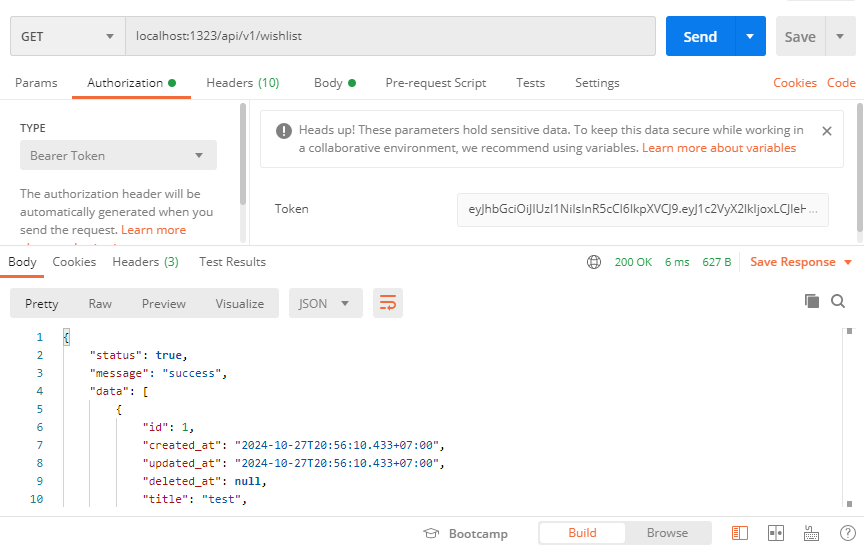 GET localhost:1323/api/v1/wishlist Send Save
Params Authorization Headers (10) Body Pre-request Script Tests Settings Cookies Code
TYPE
Bearer Token
The authorization header will be
automatically generated when you
send the request. Learn more
Heads up! These parameters hold sensitive data. To keep this data secure while working in
a collaborative environment, we recommend using variables. Learn more about variables
Token
Body Cookies Headers (3) Test Results 200 OK 6 ms 627 B Save Response
Pretty Raw Preview Visualize JSON
1 {
2 "status": true,
3 "message": "success",
4 "data": [
5 {
6 "id": 1,
7 "created_at": "2024-10-27T20:56:10.433+07:00",
8 "updated_at": "2024-10-27T20:56:10.433+07:00",
9 "deleted_at": null,
10 "title": "test",
Bootcamp Build Browse